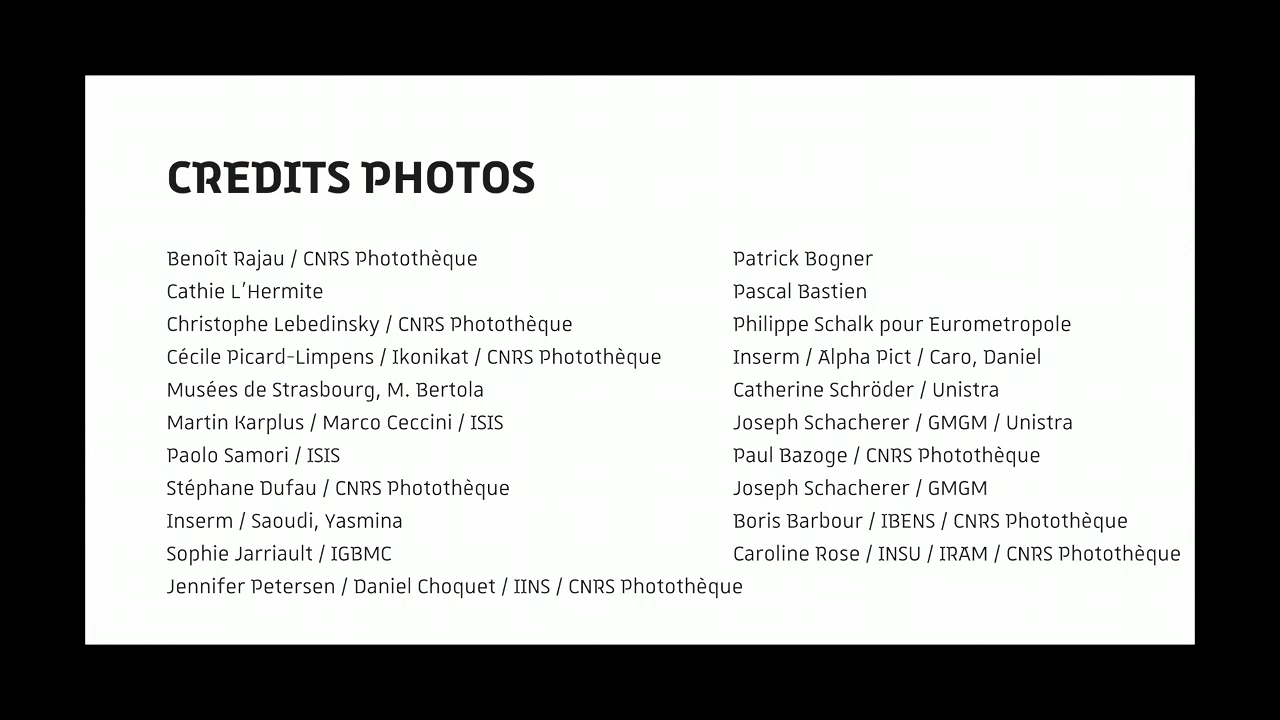 CREDITS PHOTOS
Benoît Rajau / CNRS Photothèque
Cathie L'Hermite
Christophe Lebedinsky / CNRS Photothèque
Cécile Picard-Limpens / Ikonikat / CNRS Photothèque
Musées de Strasbourg, M. Bertola
Martin Karplus / Marco Ceccini / ISIS
Paolo Samori / ISIS
Stéphane Dufau / CNRS Photothèque
Inserm / Saoudi, Yasmina
Sophie Jarriault / IGBMC
Jennifer Petersen / Daniel Choquet / IINS / CNRS Photothèque
Patrick Bogner
Pascal Bastien
Philippe Schalk pour Eurometropole
Inserm / Alpha Pict / Caro, Daniel
Catherine Schröder / Unistra
Joseph Schacherer / GMGM / Unistra
Paul Bazoge / CNRS Photothèque
Joseph Schacherer / GMGM
Boris Barbour / IBENS / CNRS Photothèque
Caroline Rose / INSU / IRAM / CNRS Photothèque